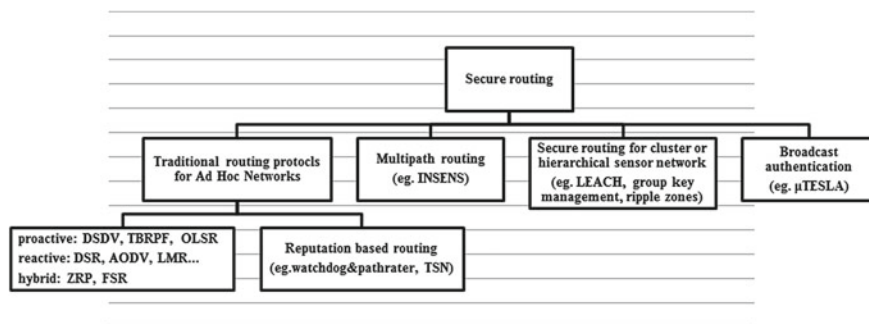 Secure routing
Traditional routing protocls
for Ad Hoc Networks
Multipath routing
(eg. INSENS)
Secure routing for cluster or
hierarchical sensor network
(eg. LEACH, group key
management, ripple zones)
Broadcast
authentication
(eg. μTESLA)
proactive: DSDV, TBRPF, OLSR
reactive: DSR, AODV, LMR...
hybrid: ZRP, FSR
Reputation based routing
(eg.watchdog&pathrater, TSN)